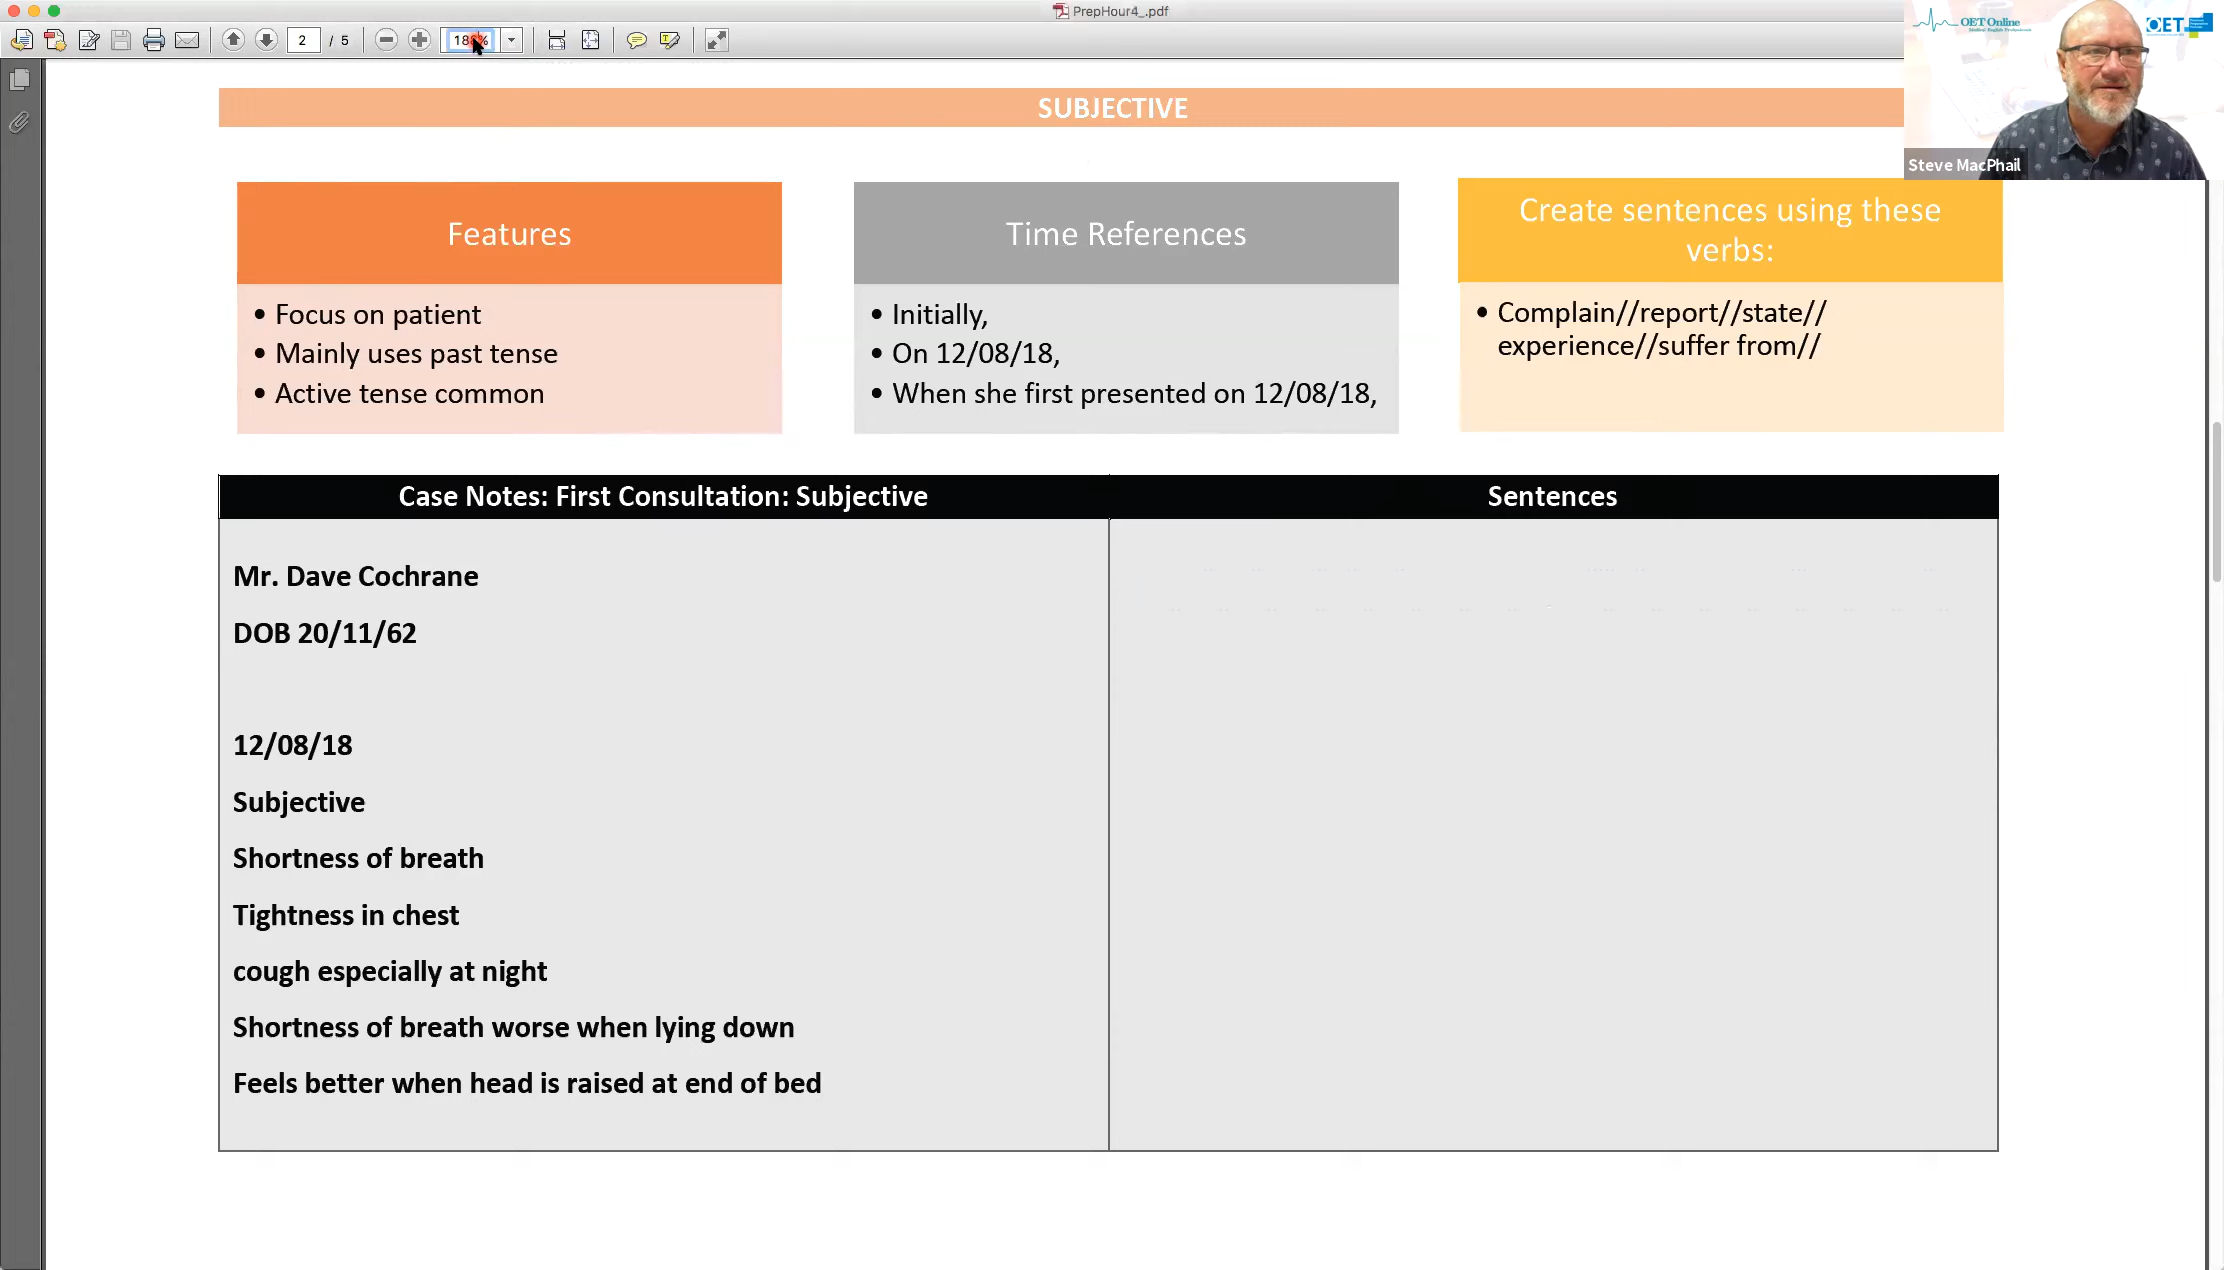 PrepHour4_.pdf
2 / 5
OET Online
OET
Steve MacPhail
SUBJECTIVE
Features
• Focus on patient
• Mainly uses past tense
• Active tense common
Time References
• Initially,
• On 12/08/18,
• When she first presented on 12/08/18,
Create sentences using these
verbs:
• Complain//report//state//
experience//suffer from//
Case Notes: First Consultation: Subjective
Sentences
Mr. Dave Cochrane
DOB 20/11/62
12/08/18
Subjective
Shortness of breath
Tightness in chest
cough especially at night
Shortness of breath worse when lying down
Feels better when head is raised at end of bed